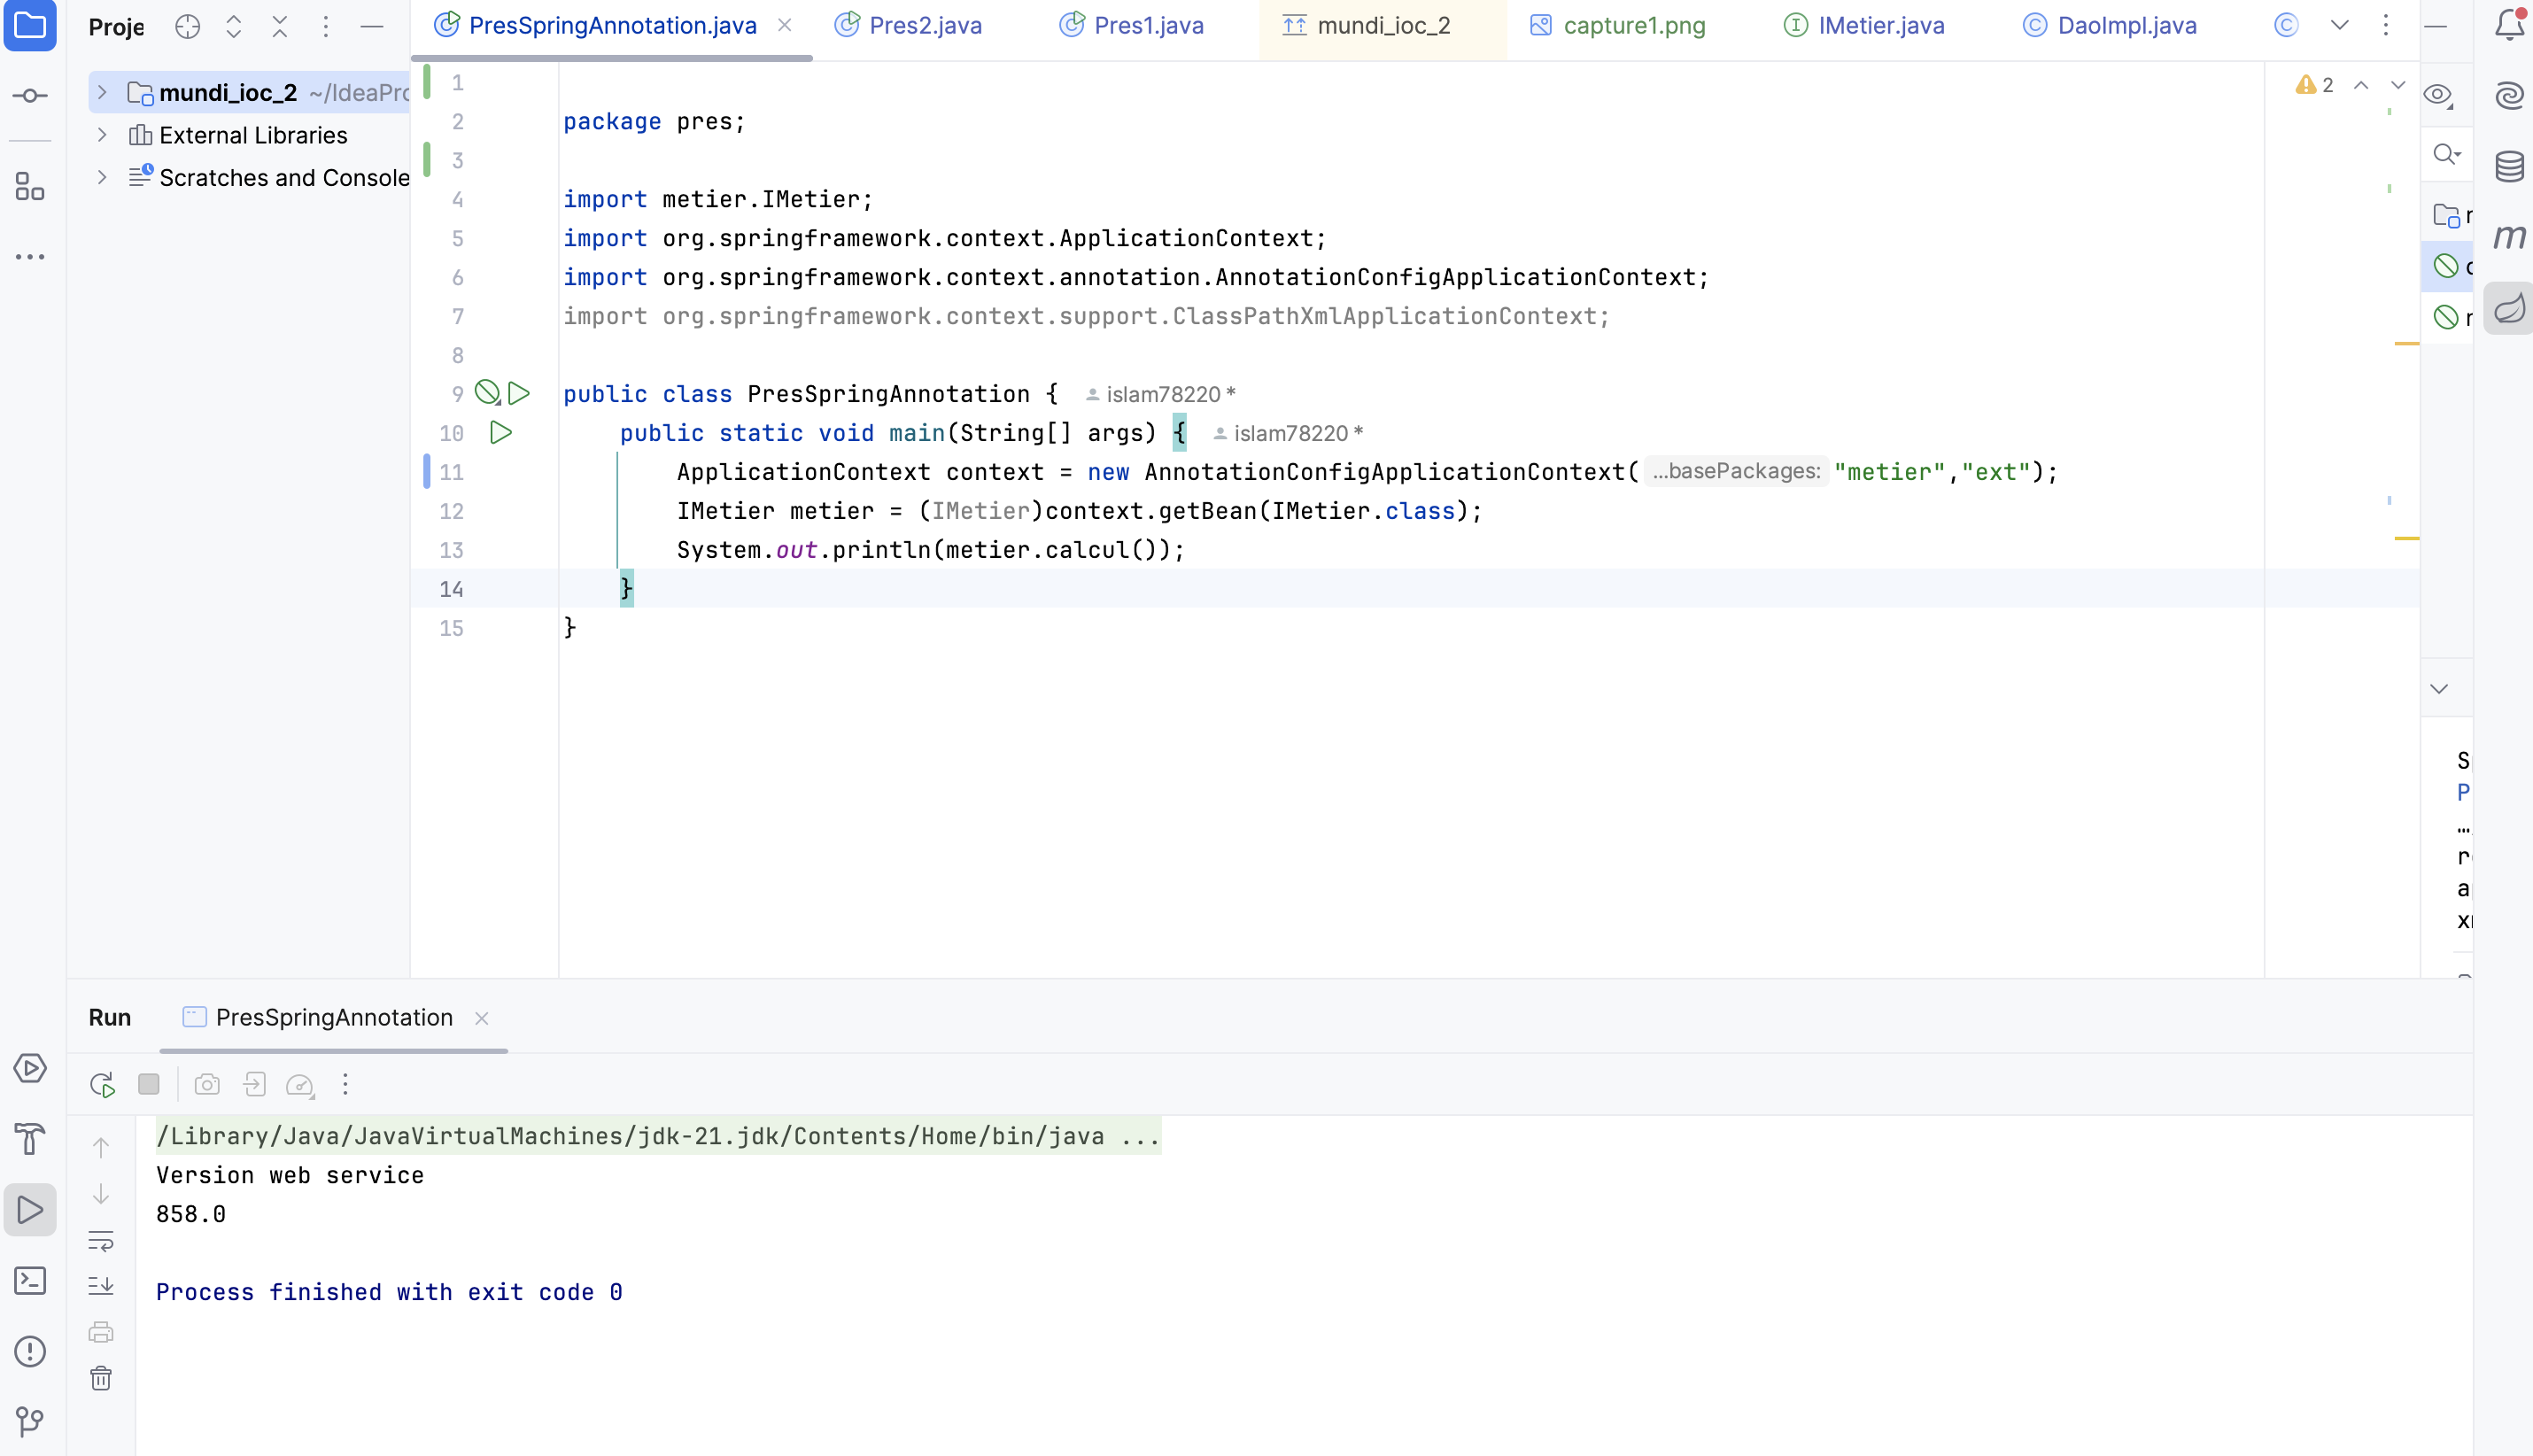 Proje
PresSpringAnnotation.java
Pres2.java
Pres1.java
mundi_ioc_2
capture1.png
IMetier.java
DaoImpl.java
mundi_ioc_2 ~/IdeaPro
External Libraries
Scratches and Console
2
1
2 package pres;
3
4 import metier.IMetier;
5 import org.springframework.context.ApplicationContext;
6 import org.springframework.context.annotation.AnnotationConfigApplicationContext;
7 import org.springframework.context.support.ClassPathXmlApplicationContext;
8
9 public class PresSpringAnnotation { islam78220 *
10 public static void main(String[] args) { islam78220 *
11 ApplicationContext context = new AnnotationConfigApplicationContext( ...basePackages: "metier","ext");
12 IMetier metier = (IMetier)context.getBean(IMetier.class);
13 System.out.println(metier.calcul());
14 }
15 }
Run
PresSpringAnnotation
/Library/Java/JavaVirtualMachines/jdk-21.jdk/Contents/Home/bin/java ...
Version web service
858.0
Process finished with exit code 0